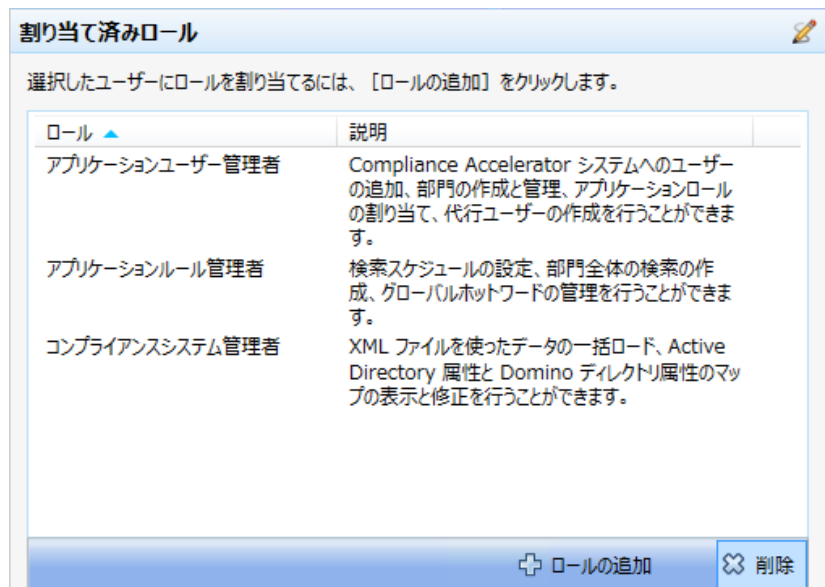 割り当て済みロール
選択したユーザーにロールを割り当てるには、［ロールの追加］をクリックします。
ロール 説明
アプリケーションユーザー管理者 Compliance Accelerator システムへのユーザー
の追加、部門の作成と管理、アプリケーションロール
の割り当て、代行ユーザーの作成を行うことができま
す。
アプリケーションルール管理者 検索スケジュールの設定、部門全体の検索の作
成、グローバルホットワードの管理を行うことができま
す。
コンプライアンスシステム管理者 XML ファイルを使ったデータの一括ロード、Active
Directory 属性と Domino ディレクトリ属性のマッ
プの表示と修正を行うことができます。
ロールの追加 削除